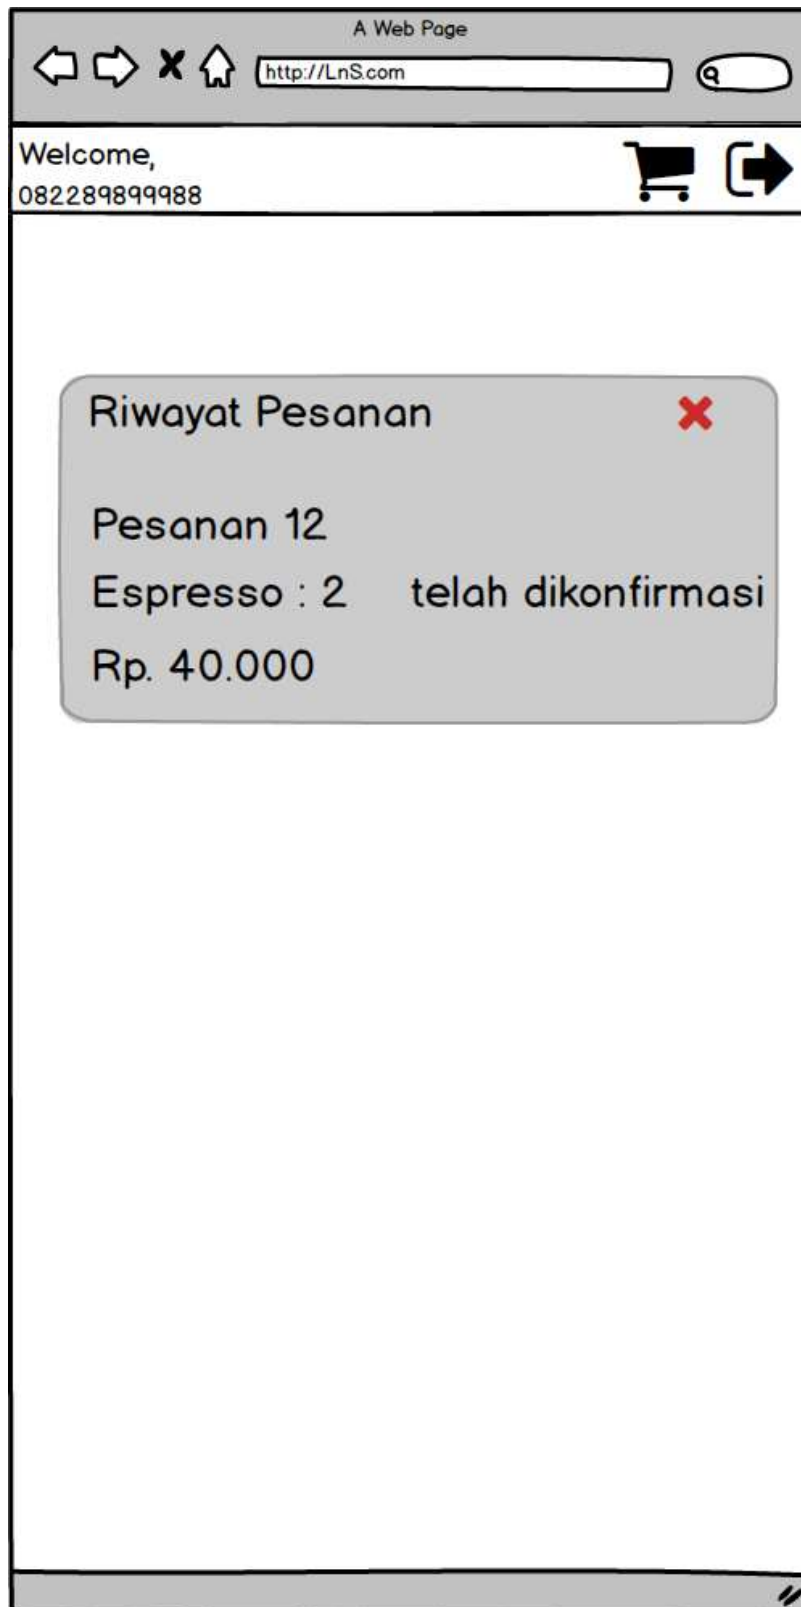 A Web Page
http://LnS.com
Welcome,
082289899988
Riwayat Pesanan
Pesanan 12
Espresso : 2 telah dikonfirmasi
Rp. 40.000